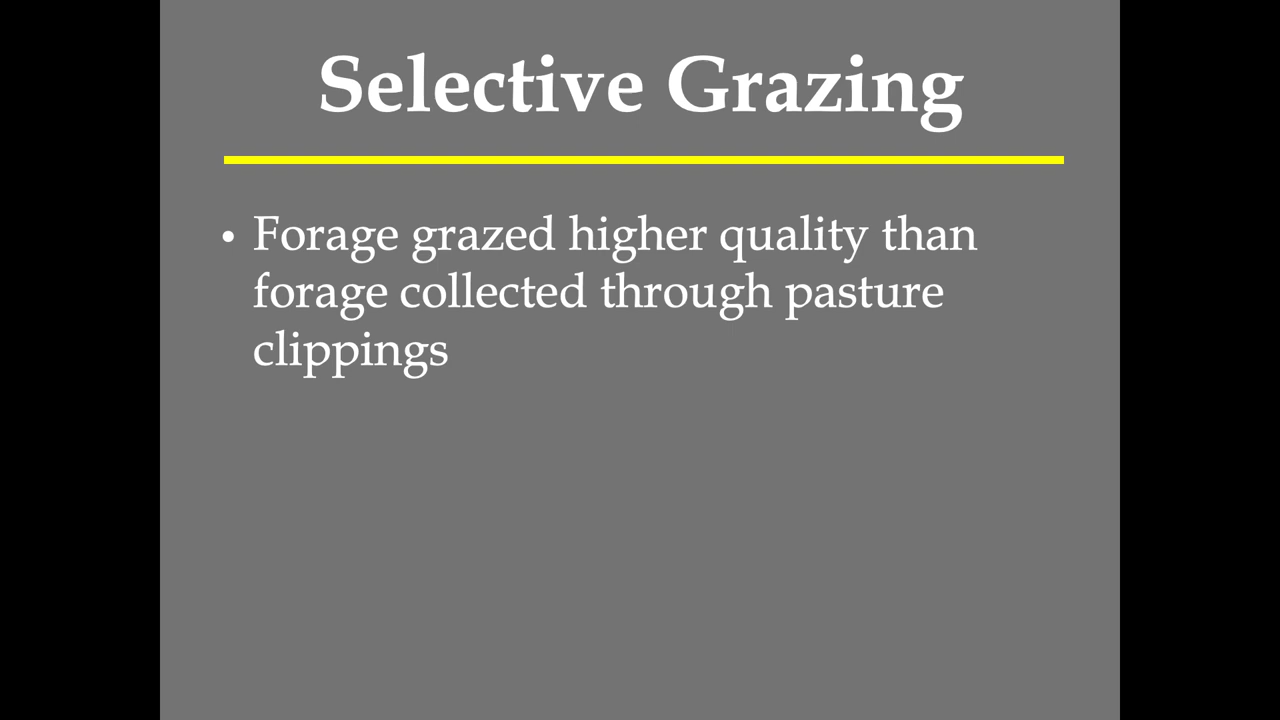 Selective Grazing
• Forage grazed higher quality than
forage collected through pasture
clippings